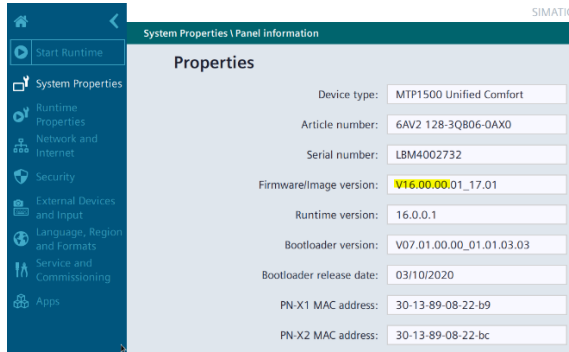 SIMATIC
System Properties \ Panel information
Start Runtime
System Properties
Runtime
Properties
Network and
Internet
Security
External Devices
and Input
Language, Region
and Formats
Service and
Commissioning
Apps
Properties
Device type: MTP1500 Unified Comfort
Article number: 6AV2 128-3QB06-0AX0
Serial number: LBM4002732
Firmware/Image version: V16.00.00.01_17.01
Runtime version: 16.0.0.1
Bootloader version: V07.01.00.00_01.01.03.03
Bootloader release date: 03/10/2020
PN-X1 MAC address: 30-13-89-08-22-b9
PN-X2 MAC address: 30-13-89-08-22-bc